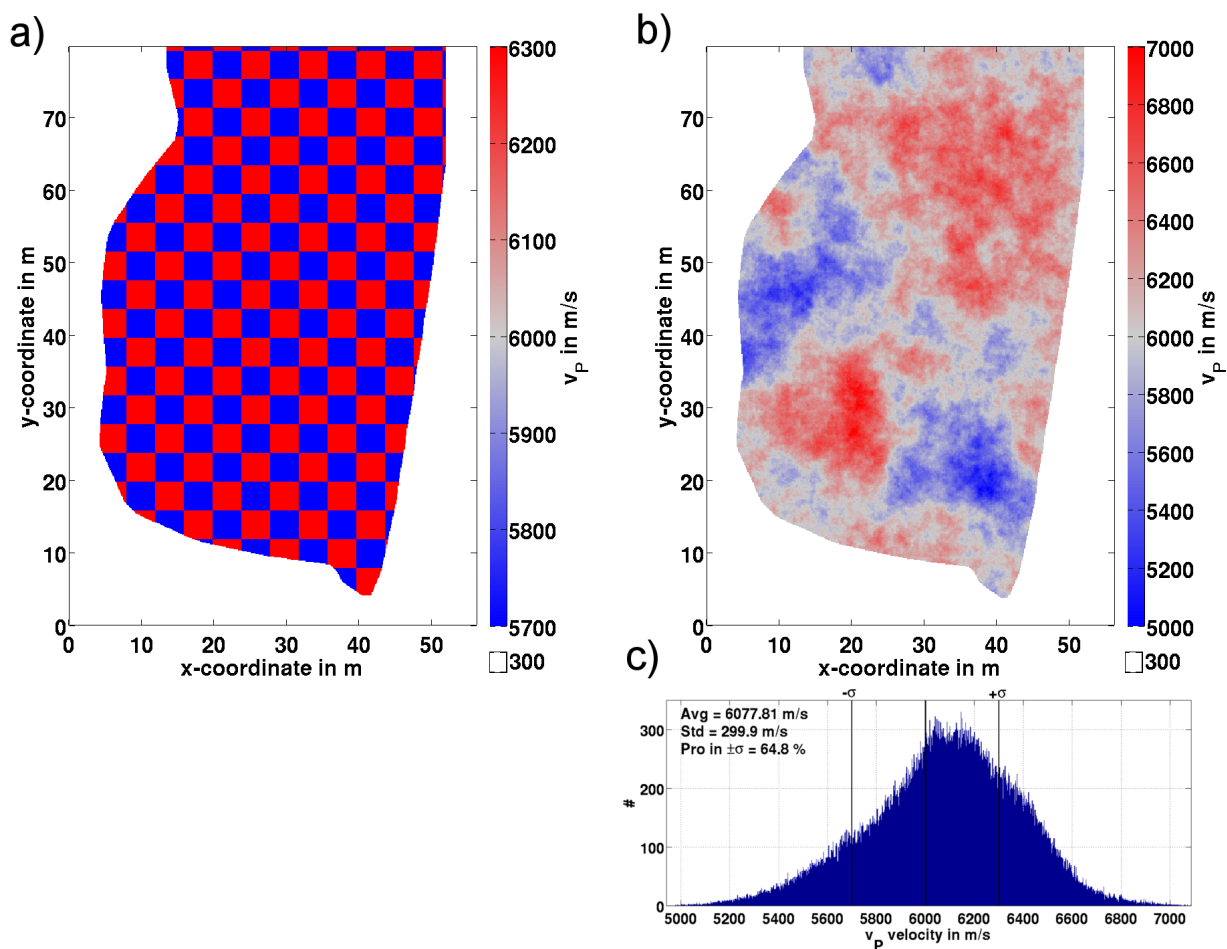 a)
y-coordinate in m
70
60
50
40
30
20
10
0
0 10 20 30 40 50
x-coordinate in m
6300
6200
6100
6000
5900
5800
5700
300
vP in m/s
b)
y-coordinate in m
70
60
50
40
30
20
10
0
0 10 20 30 40 50
x-coordinate in m
7000
6800
6600
6400
6200
6000
5800
5600
5400
5200
5000
300
vP in m/s
c)
-σ +σ
Avg = 6077.81 m/s
Std = 299.9 m/s
Pro in ±σ = 64.8 %
#
300
200
100
0
5000 5200 5400 5600 5800 6000 6200 6400 6600 6800 7000
vP velocity in m/s